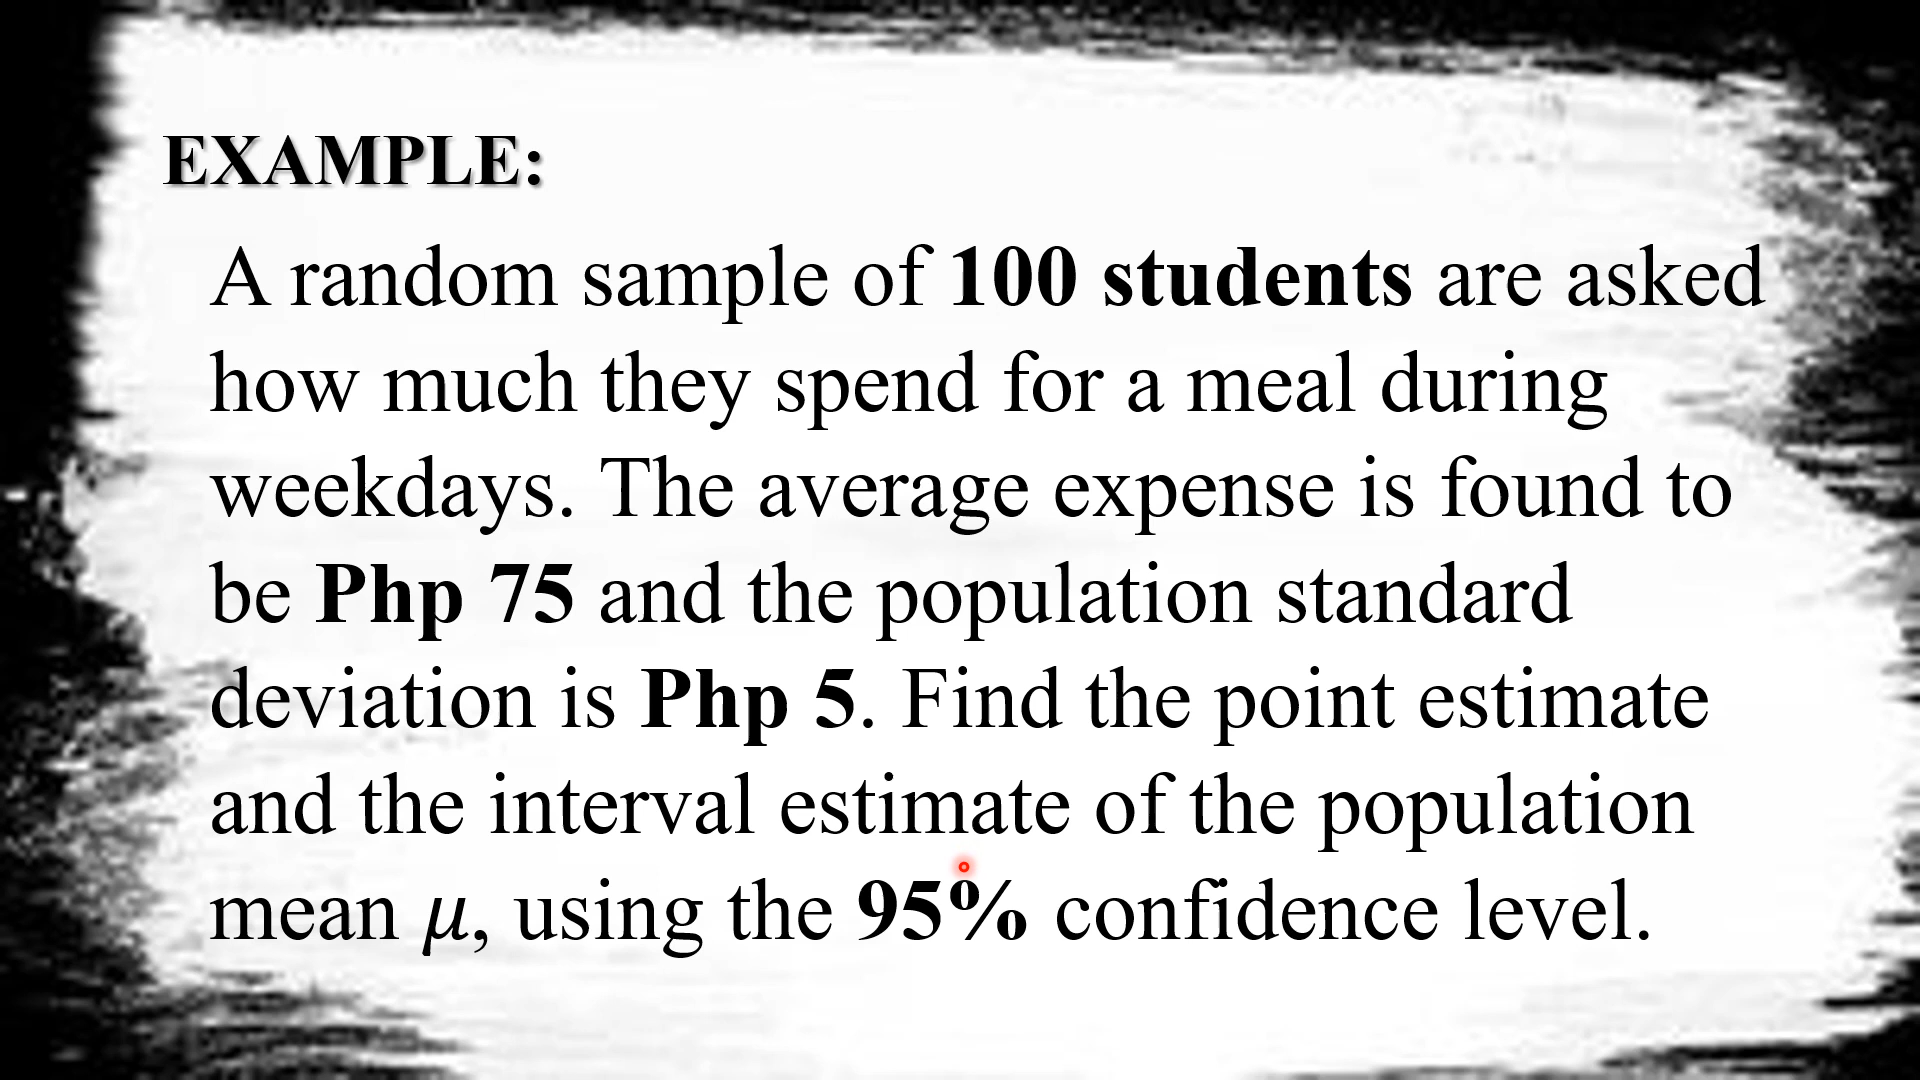 EXAMPLE:
A random sample of 100 students are asked
how much they spend for a meal during
weekdays. The average expense is found to
be Php 75 and the population standard
deviation is Php 5. Find the point estimate
and the interval estimate of the population
mean μ, using the 95% confidence level.